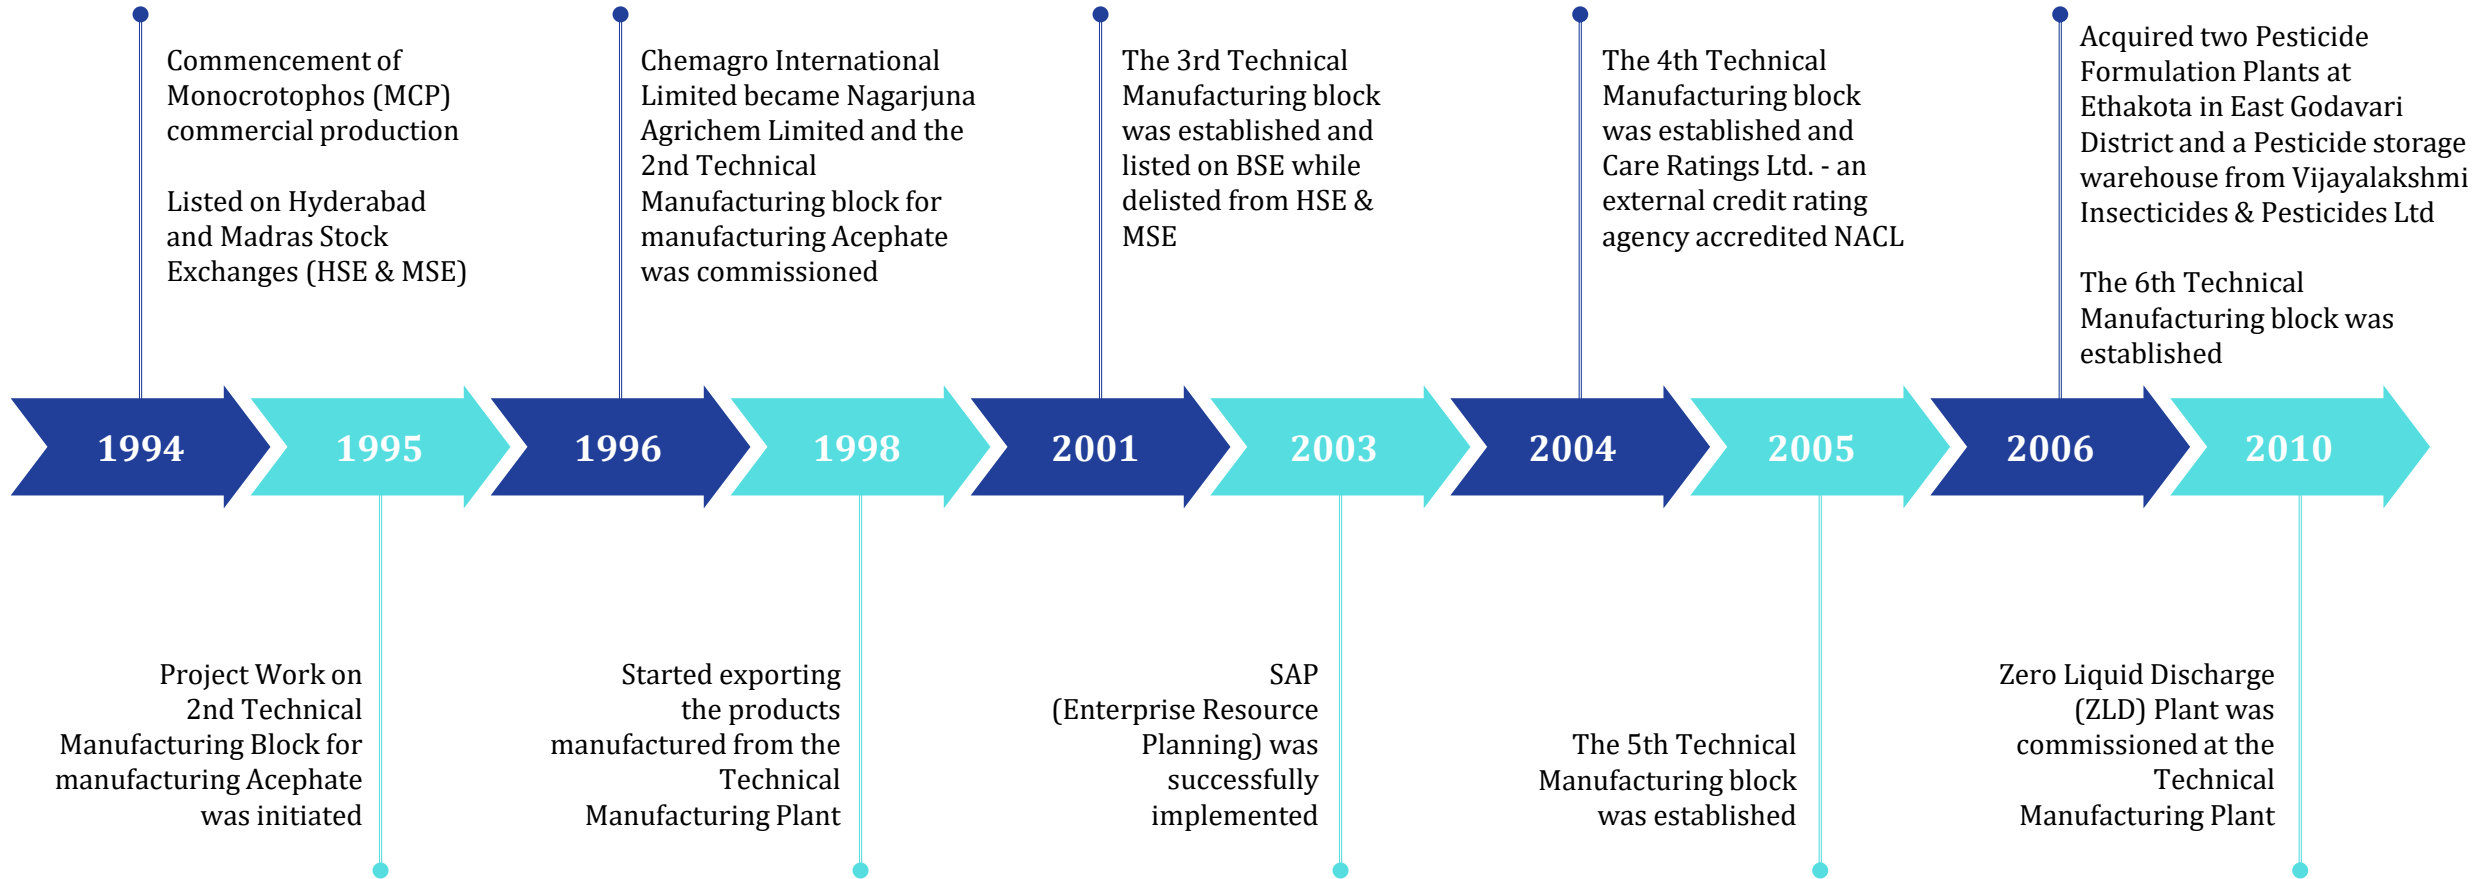 Commencement of
Monocrotophos (MCP)
commercial production
Listed on Hyderabad
and Madras Stock
Exchanges (HSE & MSE)
Chemagro International
Limited became Nagarjuna
Agrichem Limited and the
2nd Technical
Manufacturing block for
manufacturing Acephate
was commissioned
The 3rd Technical
Manufacturing block
was established and
listed on BSE while
delisted from HSE &
MSE
The 4th Technical
Manufacturing block
was established and
Care Ratings Ltd. - an
external credit rating
agency accredited NACL
Acquired two Pesticide
Formulation Plants at
Ethakota in East Godavari
District and a Pesticide storage
warehouse from Vijayalakshmi
Insecticides & Pesticides Ltd
The 6th Technical
Manufacturing block was
established
1994
1995
1996
1998
2001
2003
2004
2005
2006
2010
Project Work on
2nd Technical
Manufacturing Block for
manufacturing Acephate
was initiated
Started exporting
the products
manufactured from the
Technical
Manufacturing Plant
SAP
(Enterprise Resource
Planning) was
successfully
implemented
The 5th Technical
Manufacturing block
was established
Zero Liquid Discharge
(ZLD) Plant was
commissioned at the
Technical
Manufacturing Plant